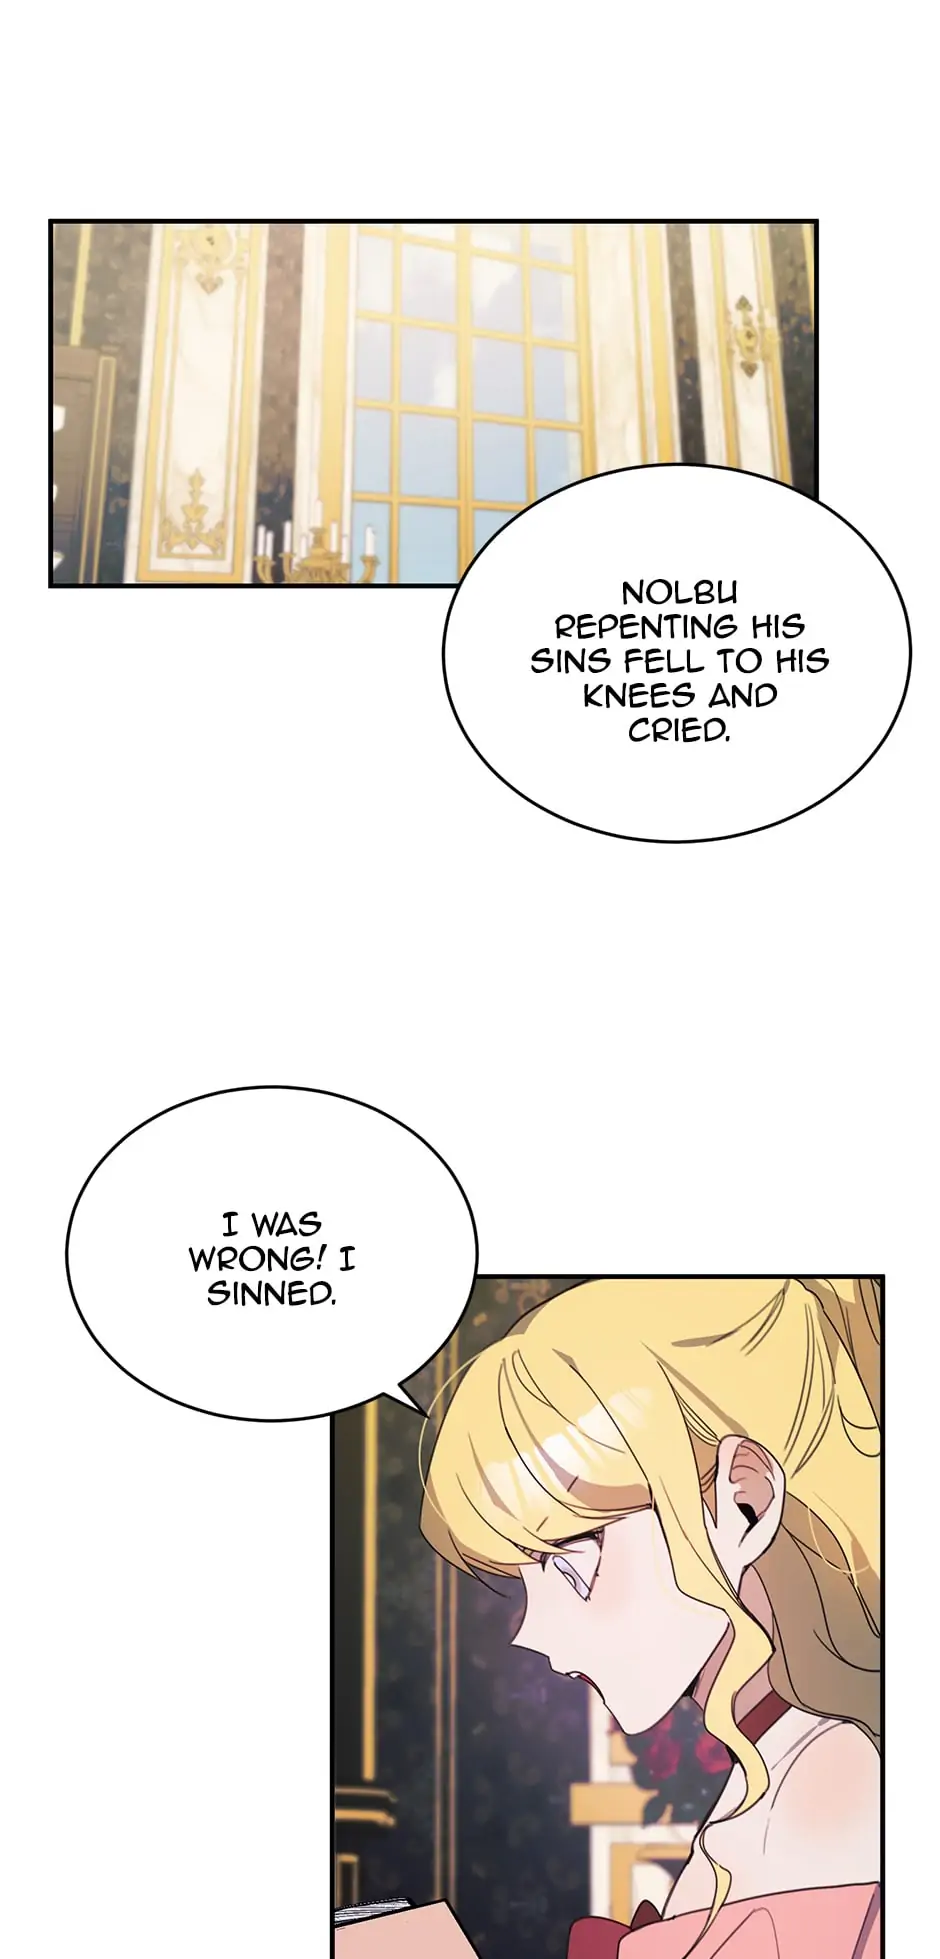 NOLBU
REPENTING HIS
SINS FELL TO HIS
KNEES AND
CRIED.
I WAS
WRONG! I
SINNED.